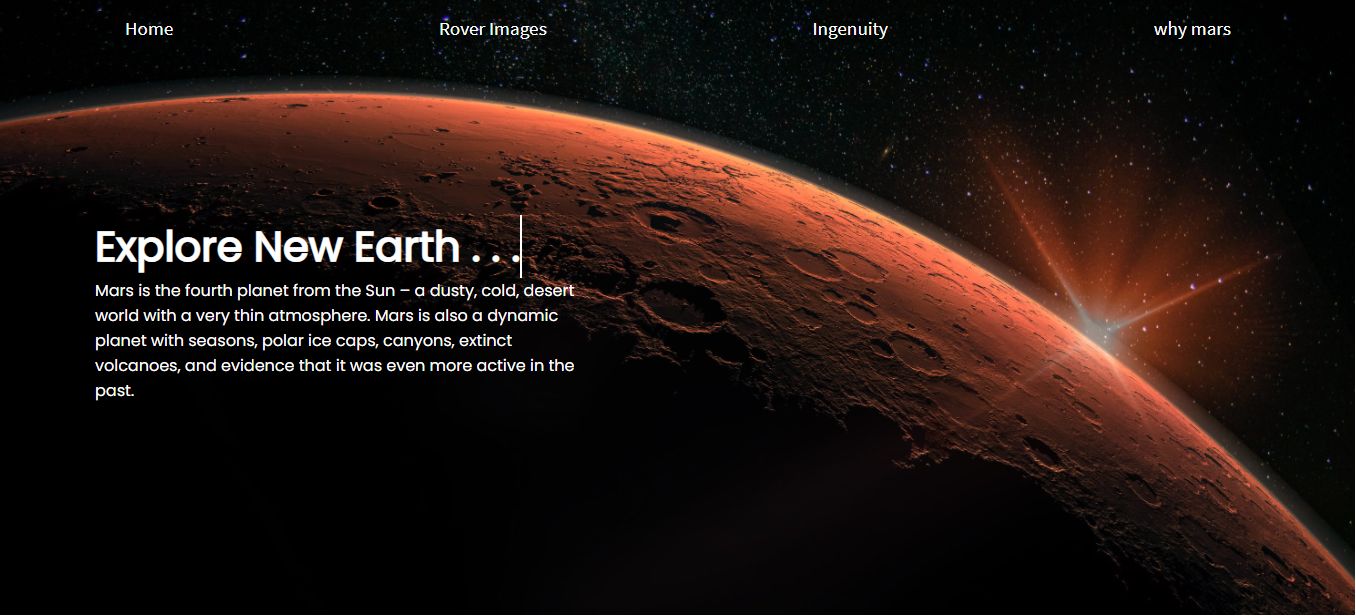 Home Rover Images Ingenuity why mars
Explore New Earth . . .
Mars is the fourth planet from the Sun – a dusty, cold, desert
world with a very thin atmosphere. Mars is also a dynamic
planet with seasons, polar ice caps, canyons, extinct
volcanoes, and evidence that it was even more active in the
past.